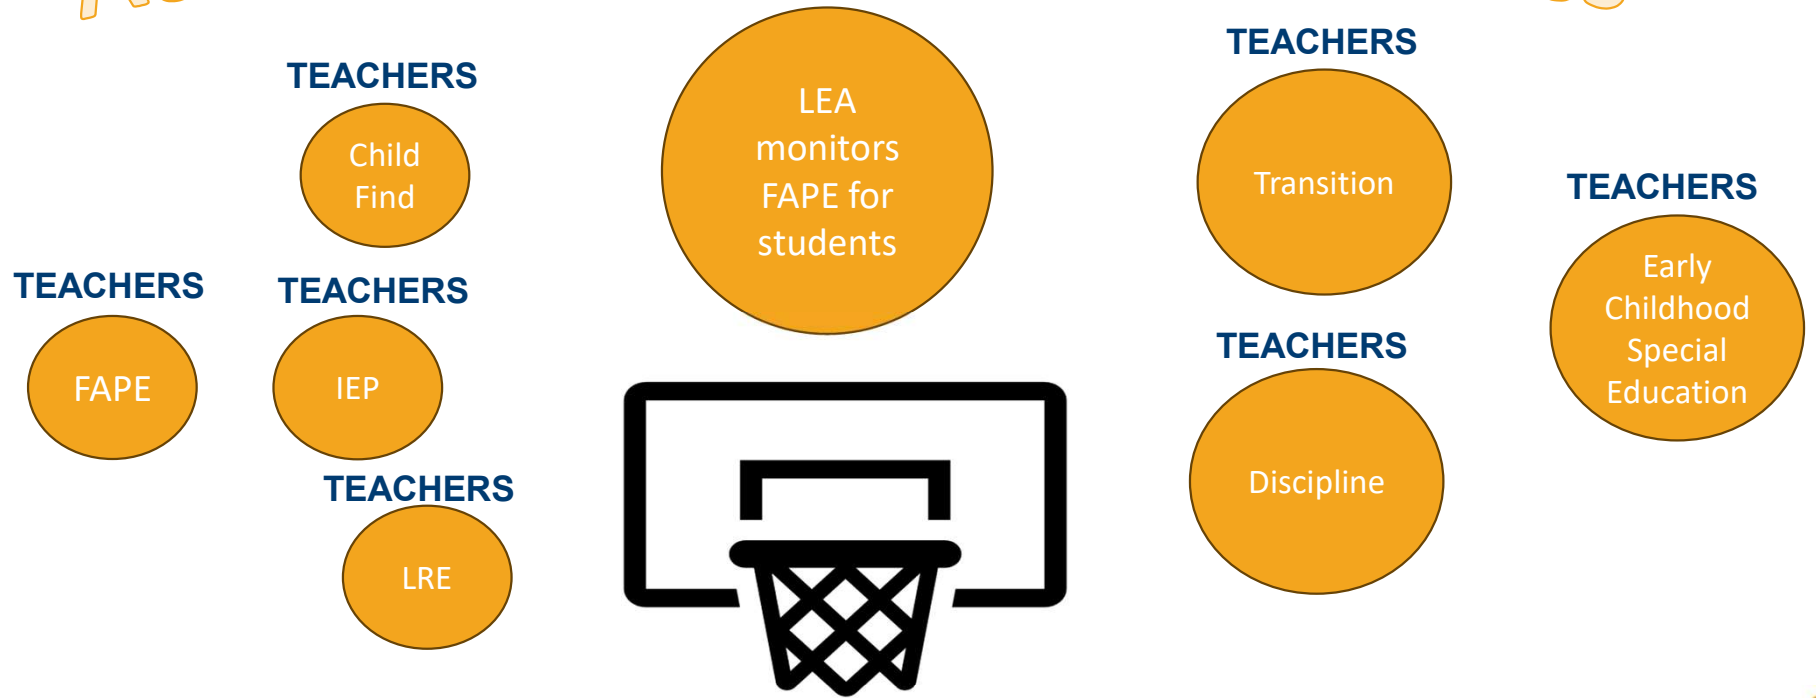 TEACHERS
Child
Find
TEACHERS
FAPE
TEACHERS
IEP
TEACHERS
LRE
LEA
monitors
FAPE for
students
TEACHERS
Transition
TEACHERS
Early
Childhood
Special
Education
TEACHERS
Discipline